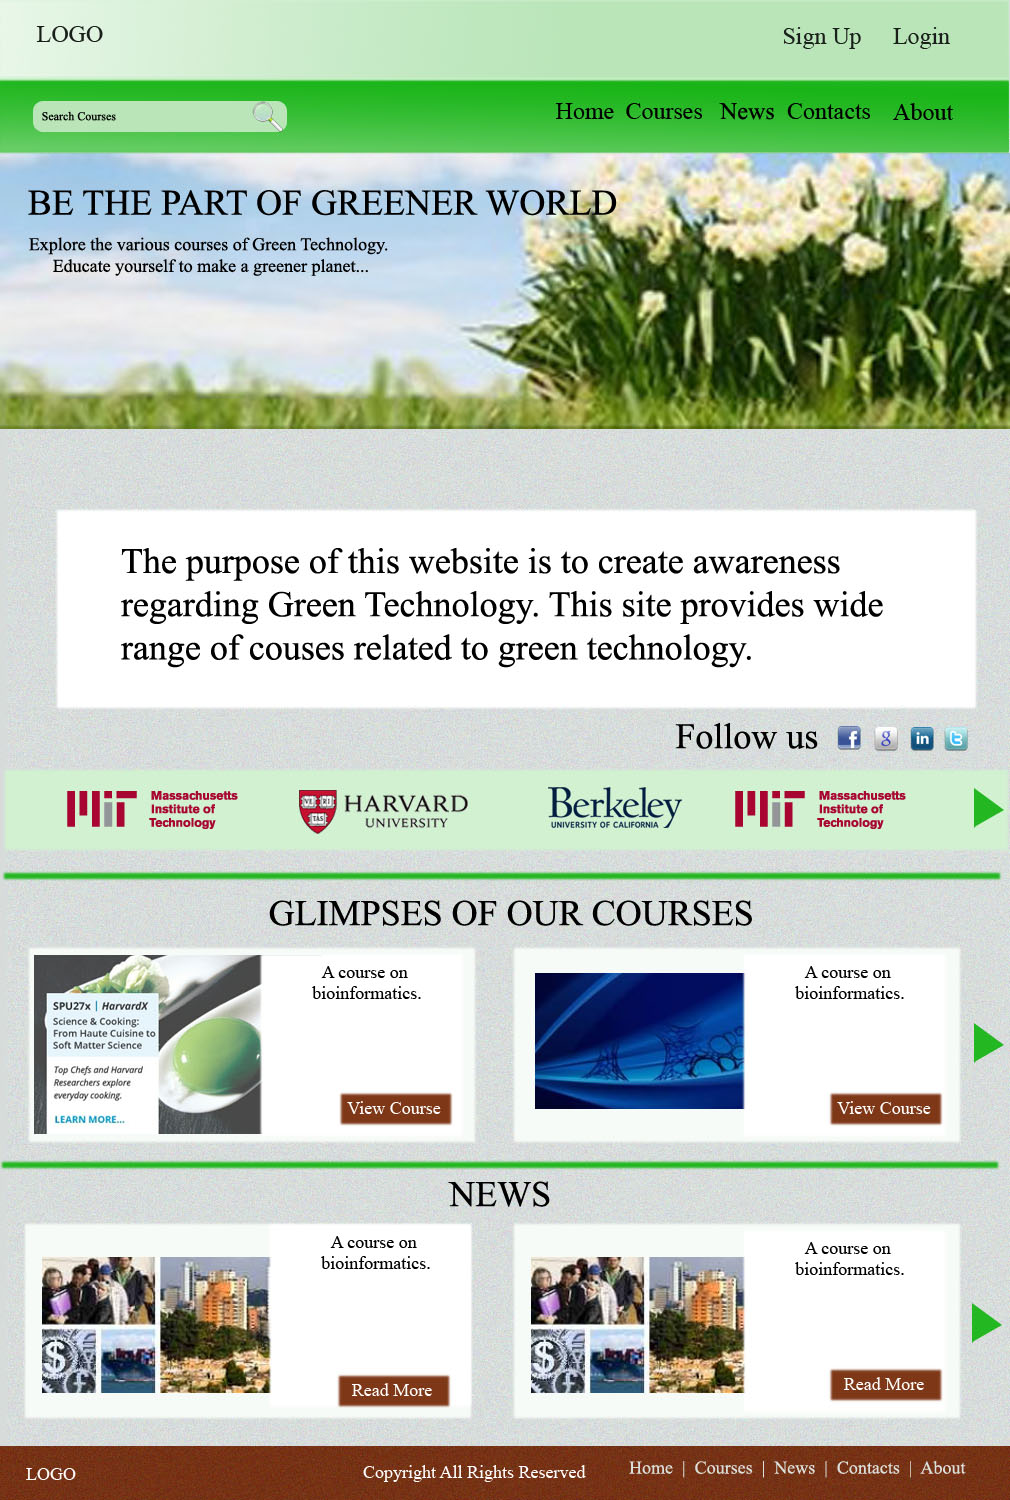 LOGO
Sign Up Login
Search Courses
Home Courses News Contacts About
BE THE PART OF GREENER WORLD
Explore the various courses of Green Technology.
Educate yourself to make a greener planet...
The purpose of this website is to create awareness
regarding Green Technology. This site provides wide
range of couses related to green technology.
Follow us f g in t
MIT Massachusetts
Institute of
Technology
VE RI
TAS
HARVARD
UNIVERSITY
Berkeley
UNIVERSITY OF CALIFORNIA
MIT Massachusetts
Institute of
Technology
GLIMPSES OF OUR COURSES
SPU27x | HarvardX
Science & Cooking:
From Haute Cuisine to
Soft Matter Science
Top Chefs and Harvard
Researchers explore
everyday cooking.
LEARN MORE...
A course on
bioinformatics.
View Course
A course on
bioinformatics.
View Course
NEWS
$
A course on
bioinformatics.
Read More
$
A course on
bioinformatics.
Read More
LOGO
Copyright All Rights Reserved
Home | Courses | News | Contacts | About